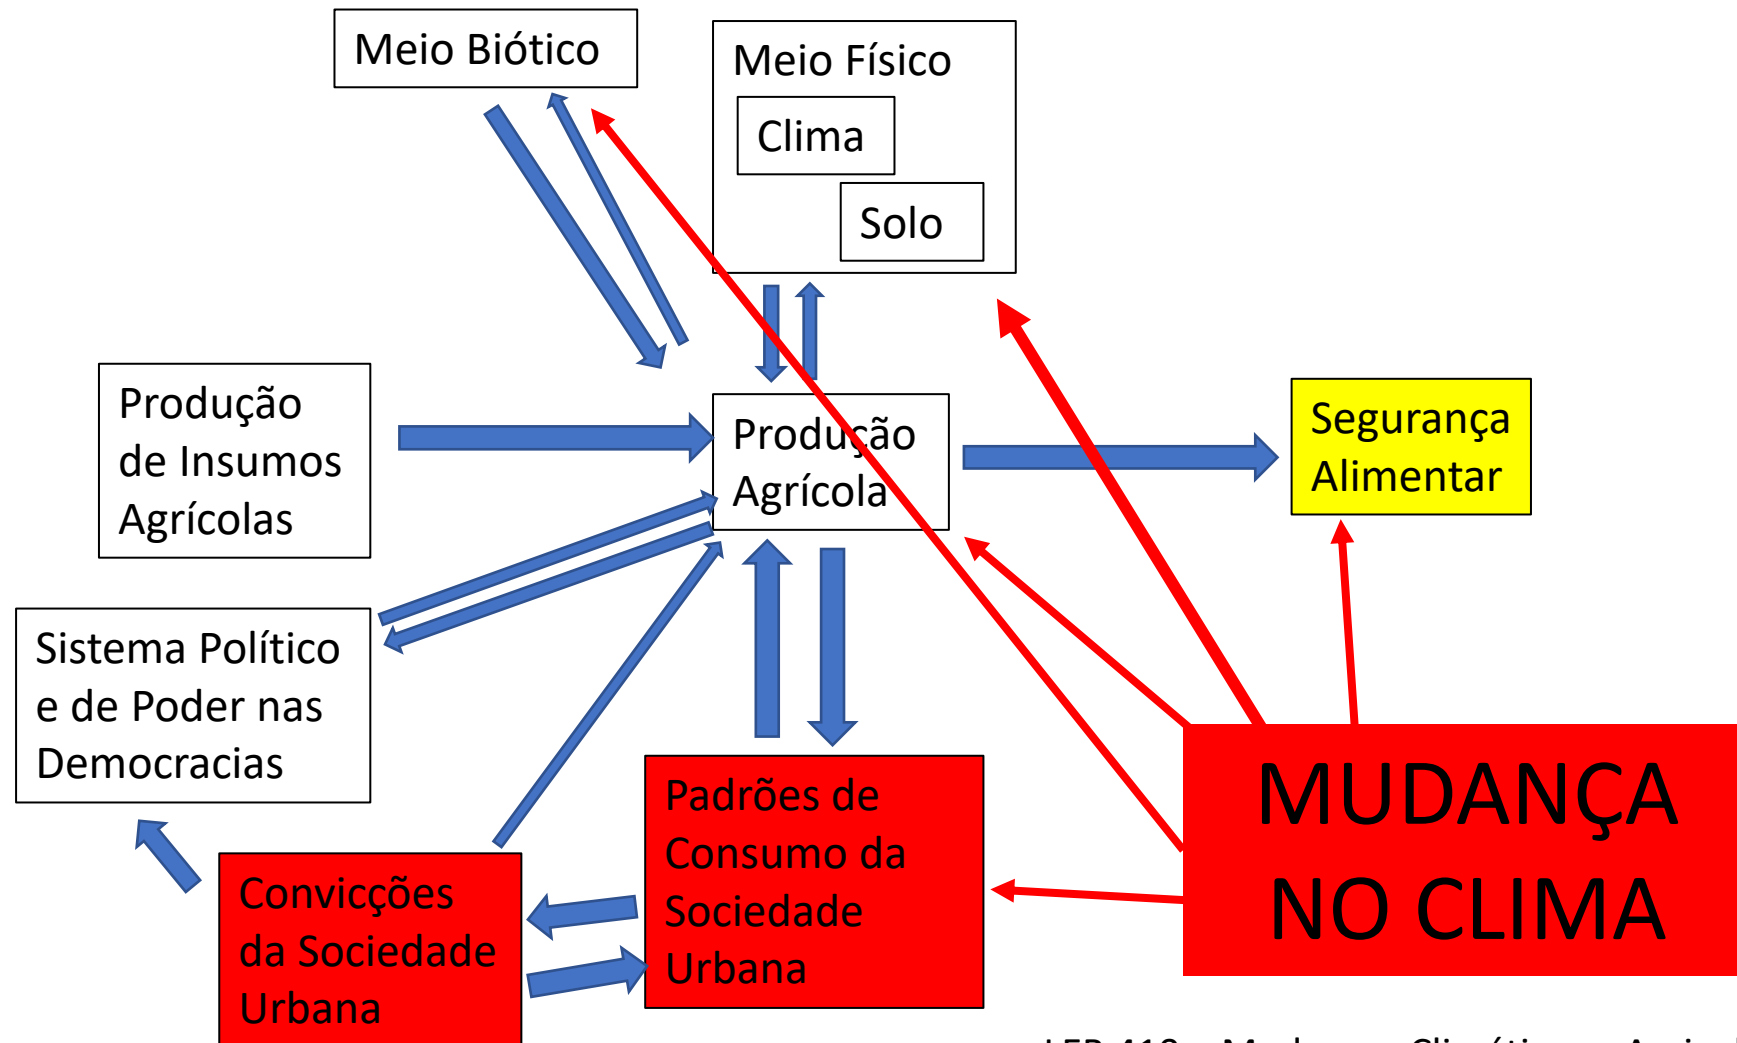 Meio Biótico
Meio Físico
Clima
Solo
Produção
de Insumos
Agrícolas
Produção
Agrícola
Segurança
Alimentar
Sistema Político
e de Poder nas
Democracias
Padrões de
Consumo da
Sociedade
Urbana
Convicções
da Sociedade
Urbana
MUDANÇA
NO CLIMA